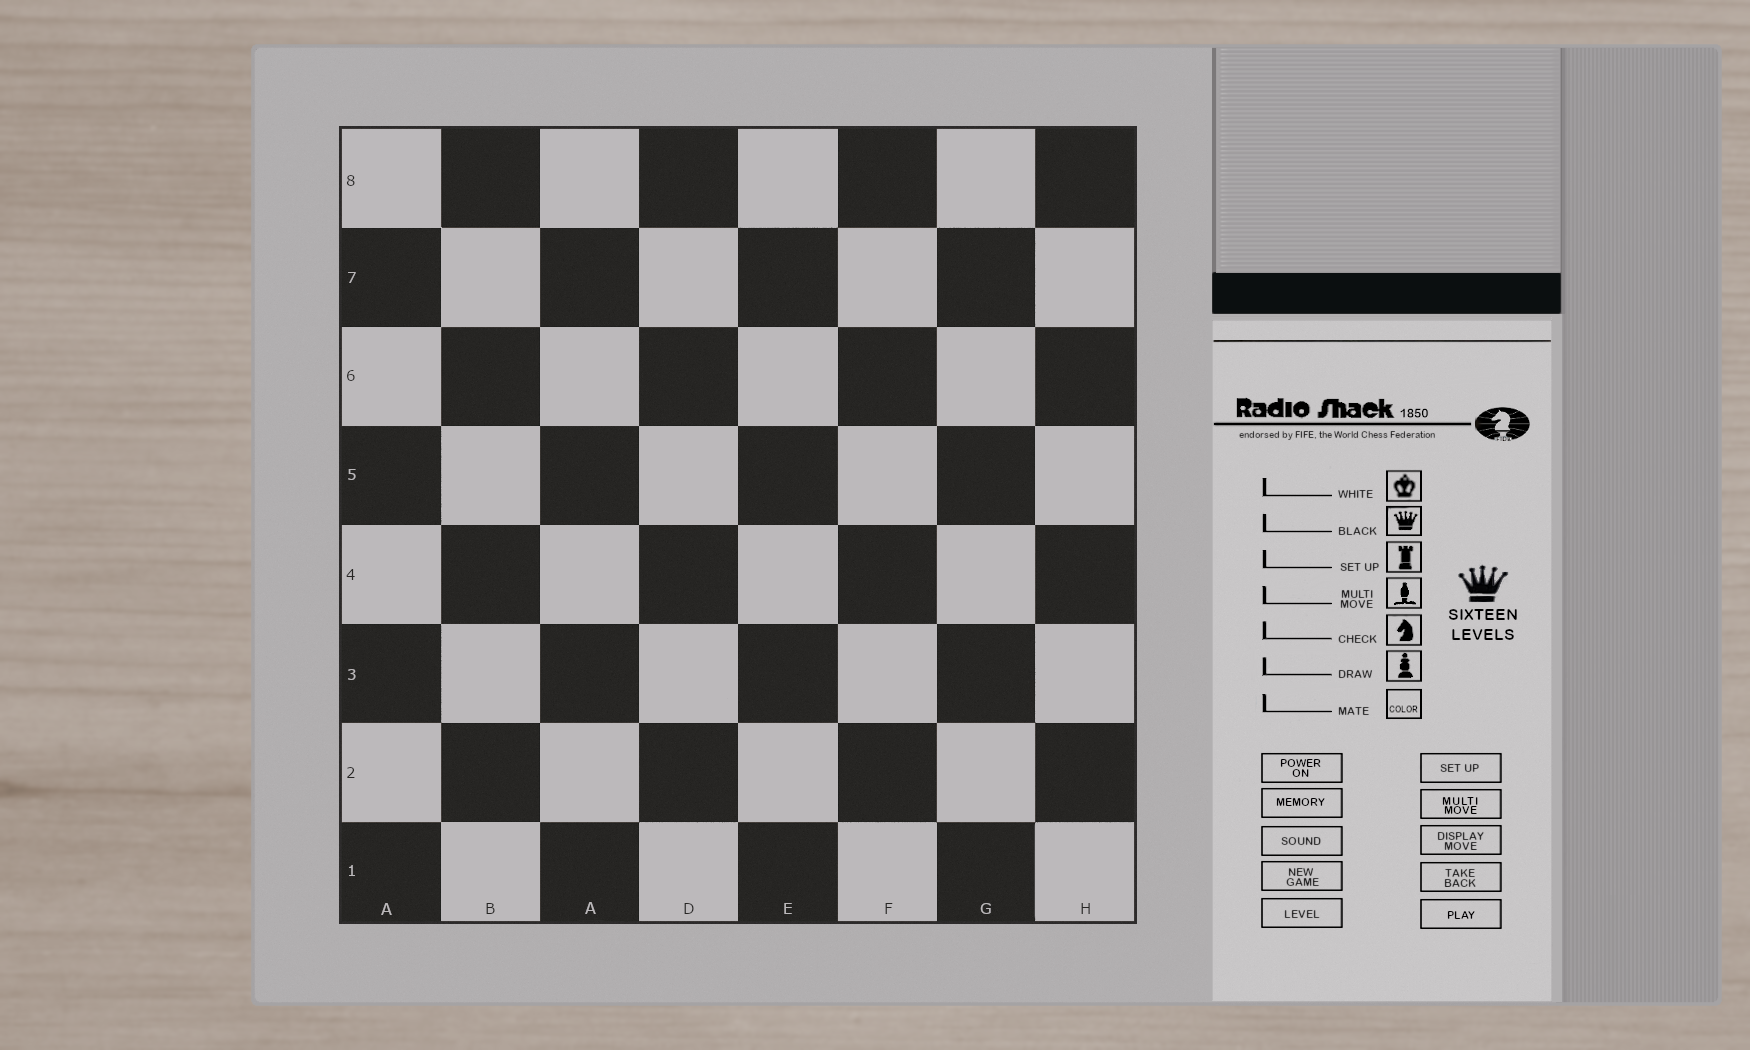 8
7
6
5
4
3
2
1
A B A D E F G H
Radio Shack 1850
endorsed by FIFE, the World Chess Federation
FIDE
WHITE
BLACK
SET UP
MULTI
MOVE
CHECK
DRAW
MATE
COLOR
SIXTEEN
LEVELS
POWER
ON
MEMORY
SOUND
NEW
GAME
LEVEL
SET UP
MULTI
MOVE
DISPLAY
MOVE
TAKE
BACK
PLAY